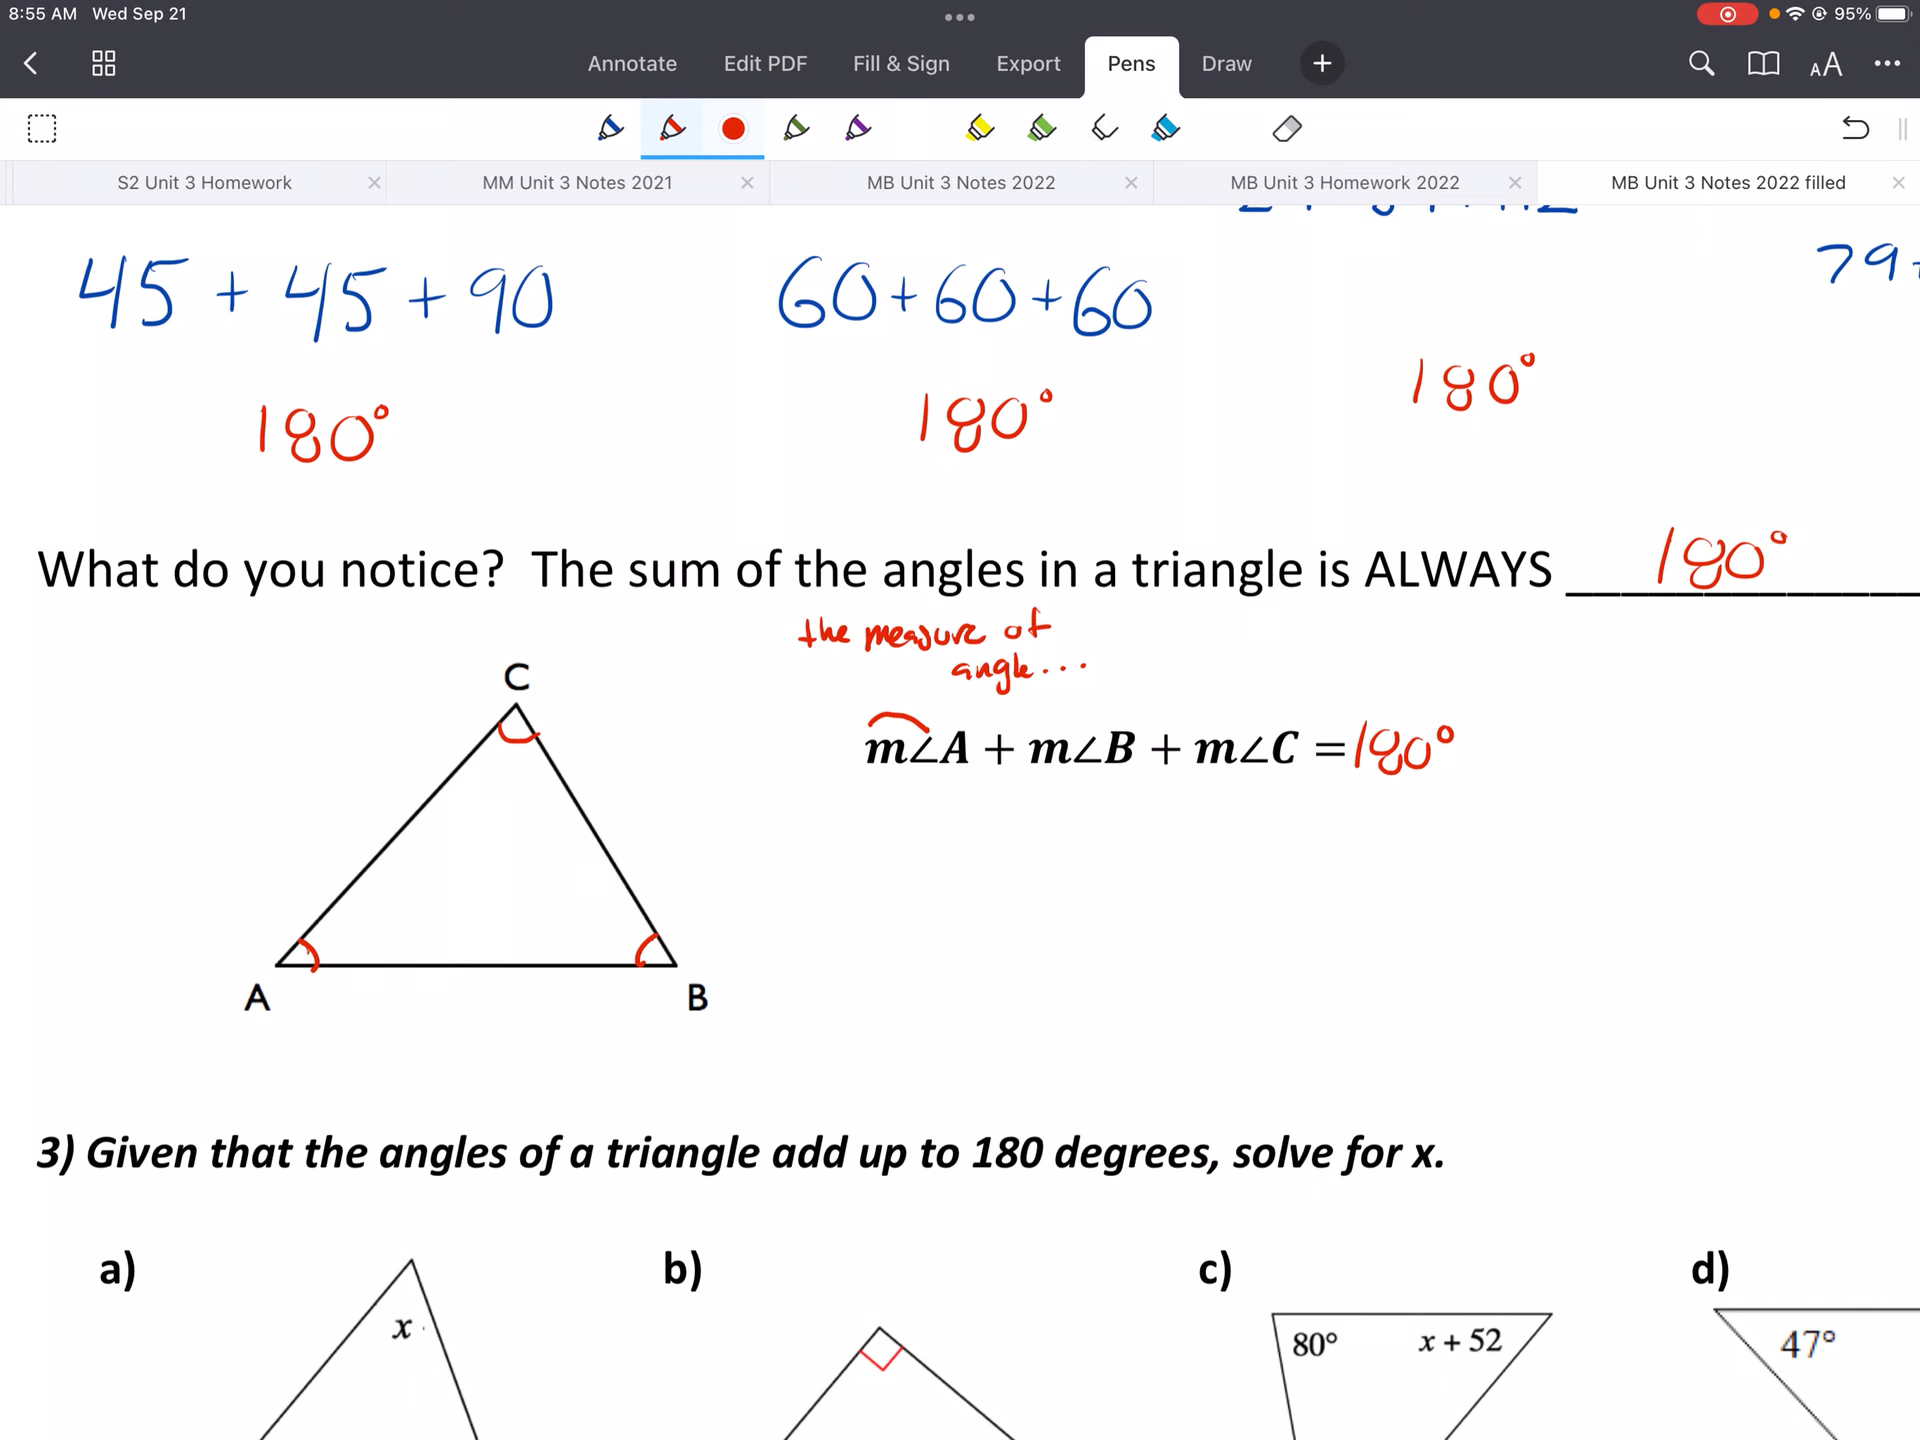 8:55 AM Wed Sep 21
95%
Annotate Edit PDF Fill & Sign Export Pens Draw
AA
S2 Unit 3 Homework MM Unit 3 Notes 2021 MB Unit 3 Notes 2022 MB Unit 3 Homework 2022 MB Unit 3 Notes 2022 filled
45 + 45 + 90 60+60+60 79
180° 180° 180°
What do you notice? The sum of the angles in a triangle is ALWAYS 180°
the measure of
angle...
C
m∠A + m∠B + m∠C = 180°
A B
3) Given that the angles of a triangle add up to 180 degrees, solve for x.
a) b) c) d)
x 80° x + 52 47°